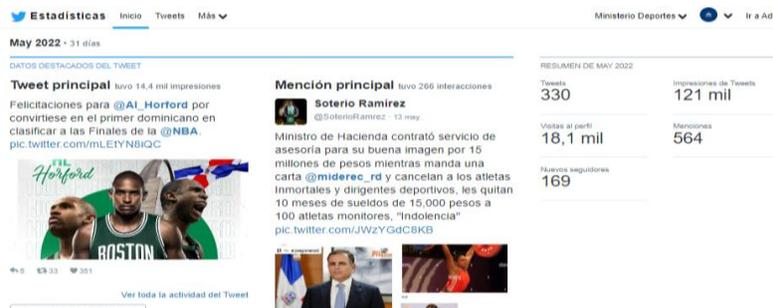 Estadísticas Inicio Tweets Más Ministerio Deportes Ir a Ad
May 2022 · 31 días
DATOS DESTACADOS DEL TWEET
Tweet principal tuvo 14,4 mil impresiones
Felicitaciones para @Al_Horford por
convirtiese en el primer dominicano en
clasificar a las Finales de la @NBA.
pic.twitter.com/mLEtYN8iQC
AL
Horford
BOSTON
6 33 351
Ver toda la actividad del Tweet
Mención principal tuvo 266 interacciones
Soterio Ramirez
@SoterioRamrez · 13 may
Ministro de Hacienda contrató servicio de
asesoría para su buena imagen por 15
millones de pesos mientras manda una
carta @miderec_rd y cancelan a los atletas
Inmortales y dirigentes deportivos, les quitan
10 meses de sueldos de 15,000 pesos a
100 atletas monitores, "Indolencia"
pic.twitter.com/JWzYGdC8KB
RESUMEN DE MAY 2022
Tweets
330
Impresiones de Tweets
121 mil
Visitas al perfil
18,1 mil
Menciones
564
Nuevos seguidores
169